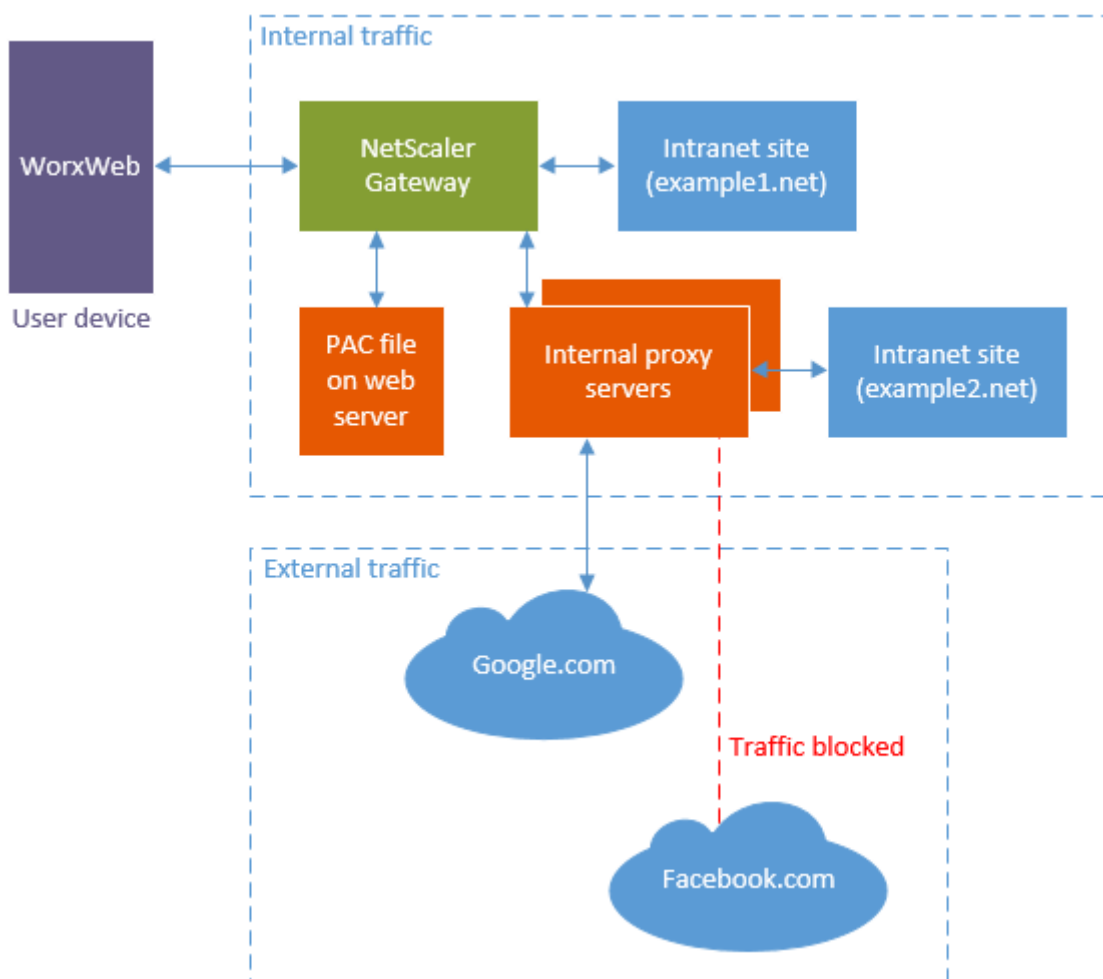 Internal traffic
WorxWeb
User device
NetScaler
Gateway
Intranet site
(example1.net)
PAC file
on web
server
Internal proxy
servers
Intranet site
(example2.net)
External traffic
Google.com
Traffic blocked
Facebook.com